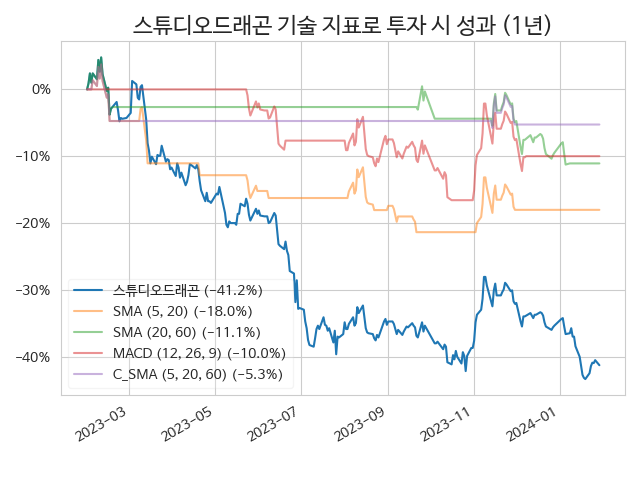 스튜디오드래곤 기술 지표로 투자 시 성과 (1년)
0%
−10%
−20%
−30%
−40%
스튜디오드래곤 (−41.2%)
SMA (5, 20) (−18.0%)
SMA (20, 60) (−11.1%)
MACD (12, 26, 9) (−10.0%)
C_SMA (5, 20, 60) (−5.3%)
2023−03
2023−05
2023−07
2023−09
2023−11
2024−01